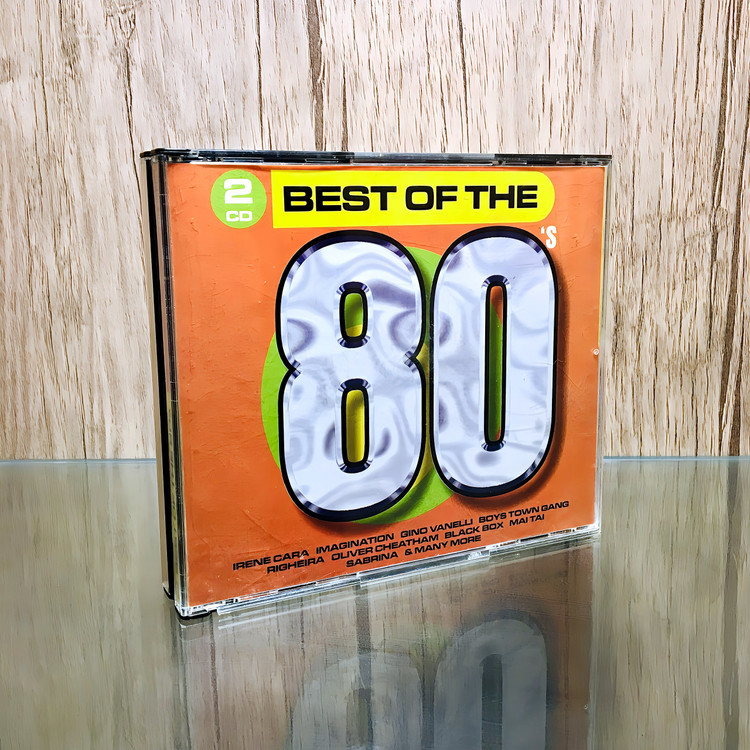 2
CD
BEST OF THE
80
'S
IRENE CARA IMAGINATION GINO VANELLI BOYS TOWN GANG
RIGHEIRA OLIVER CHEATHAM BLACK BOX MAI TAI
SABRINA & MANY MORE